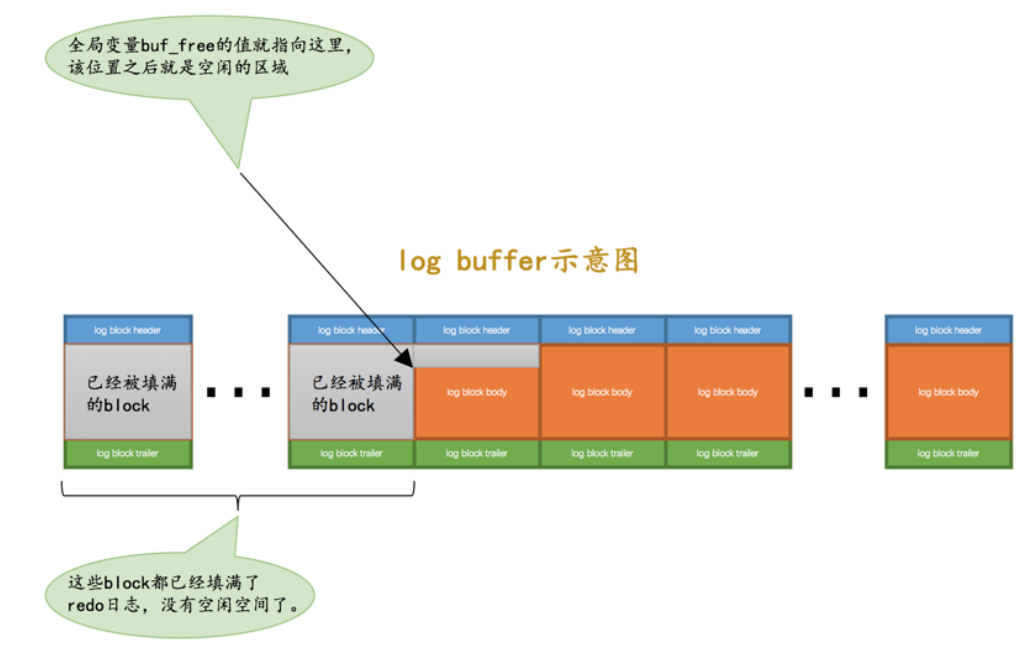 全局变量buf_free的值就指向这里，
该位置之后就是空闲的区域
log buffer示意图
log block header
log block header
log block header
log block header
log block header
log block header
已经被填满
的block
已经被填满
的block
log block body
log block body
log block body
log block body
log block trailer
log block trailer
log block trailer
log block trailer
log block trailer
log block trailer
这些block都已经填满了
redo日志，没有空闲空间了。